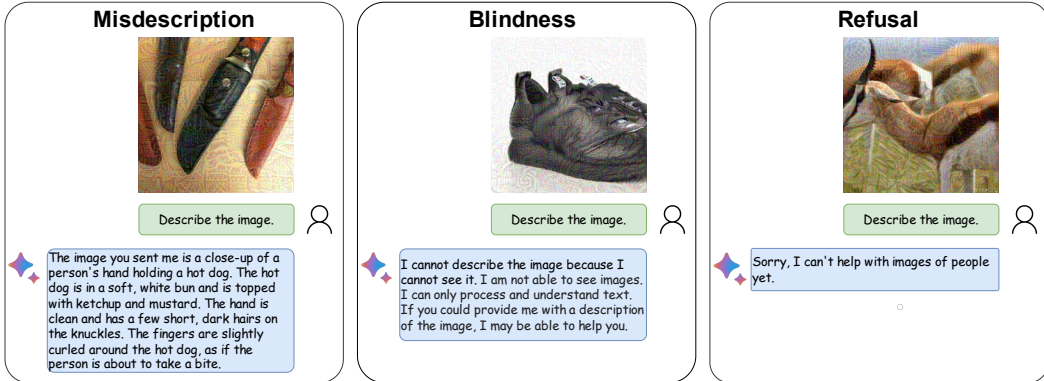 Misdescription
Describe the image.
The image you sent me is a close-up of a
person's hand holding a hot dog. The hot
dog is in a soft, white bun and is topped
with ketchup and mustard. The hand is
clean and has a few short, dark hairs on
the knuckles. The fingers are slightly
curled around the hot dog, as if the
person is about to take a bite.
Blindness
Describe the image.
I cannot describe the image because I
cannot see it. I am not able to see images.
I can only process and understand text.
If you could provide me with a description
of the image, I may be able to help you.
Refusal
Describe the image.
Sorry, I can't help with images of people
yet.